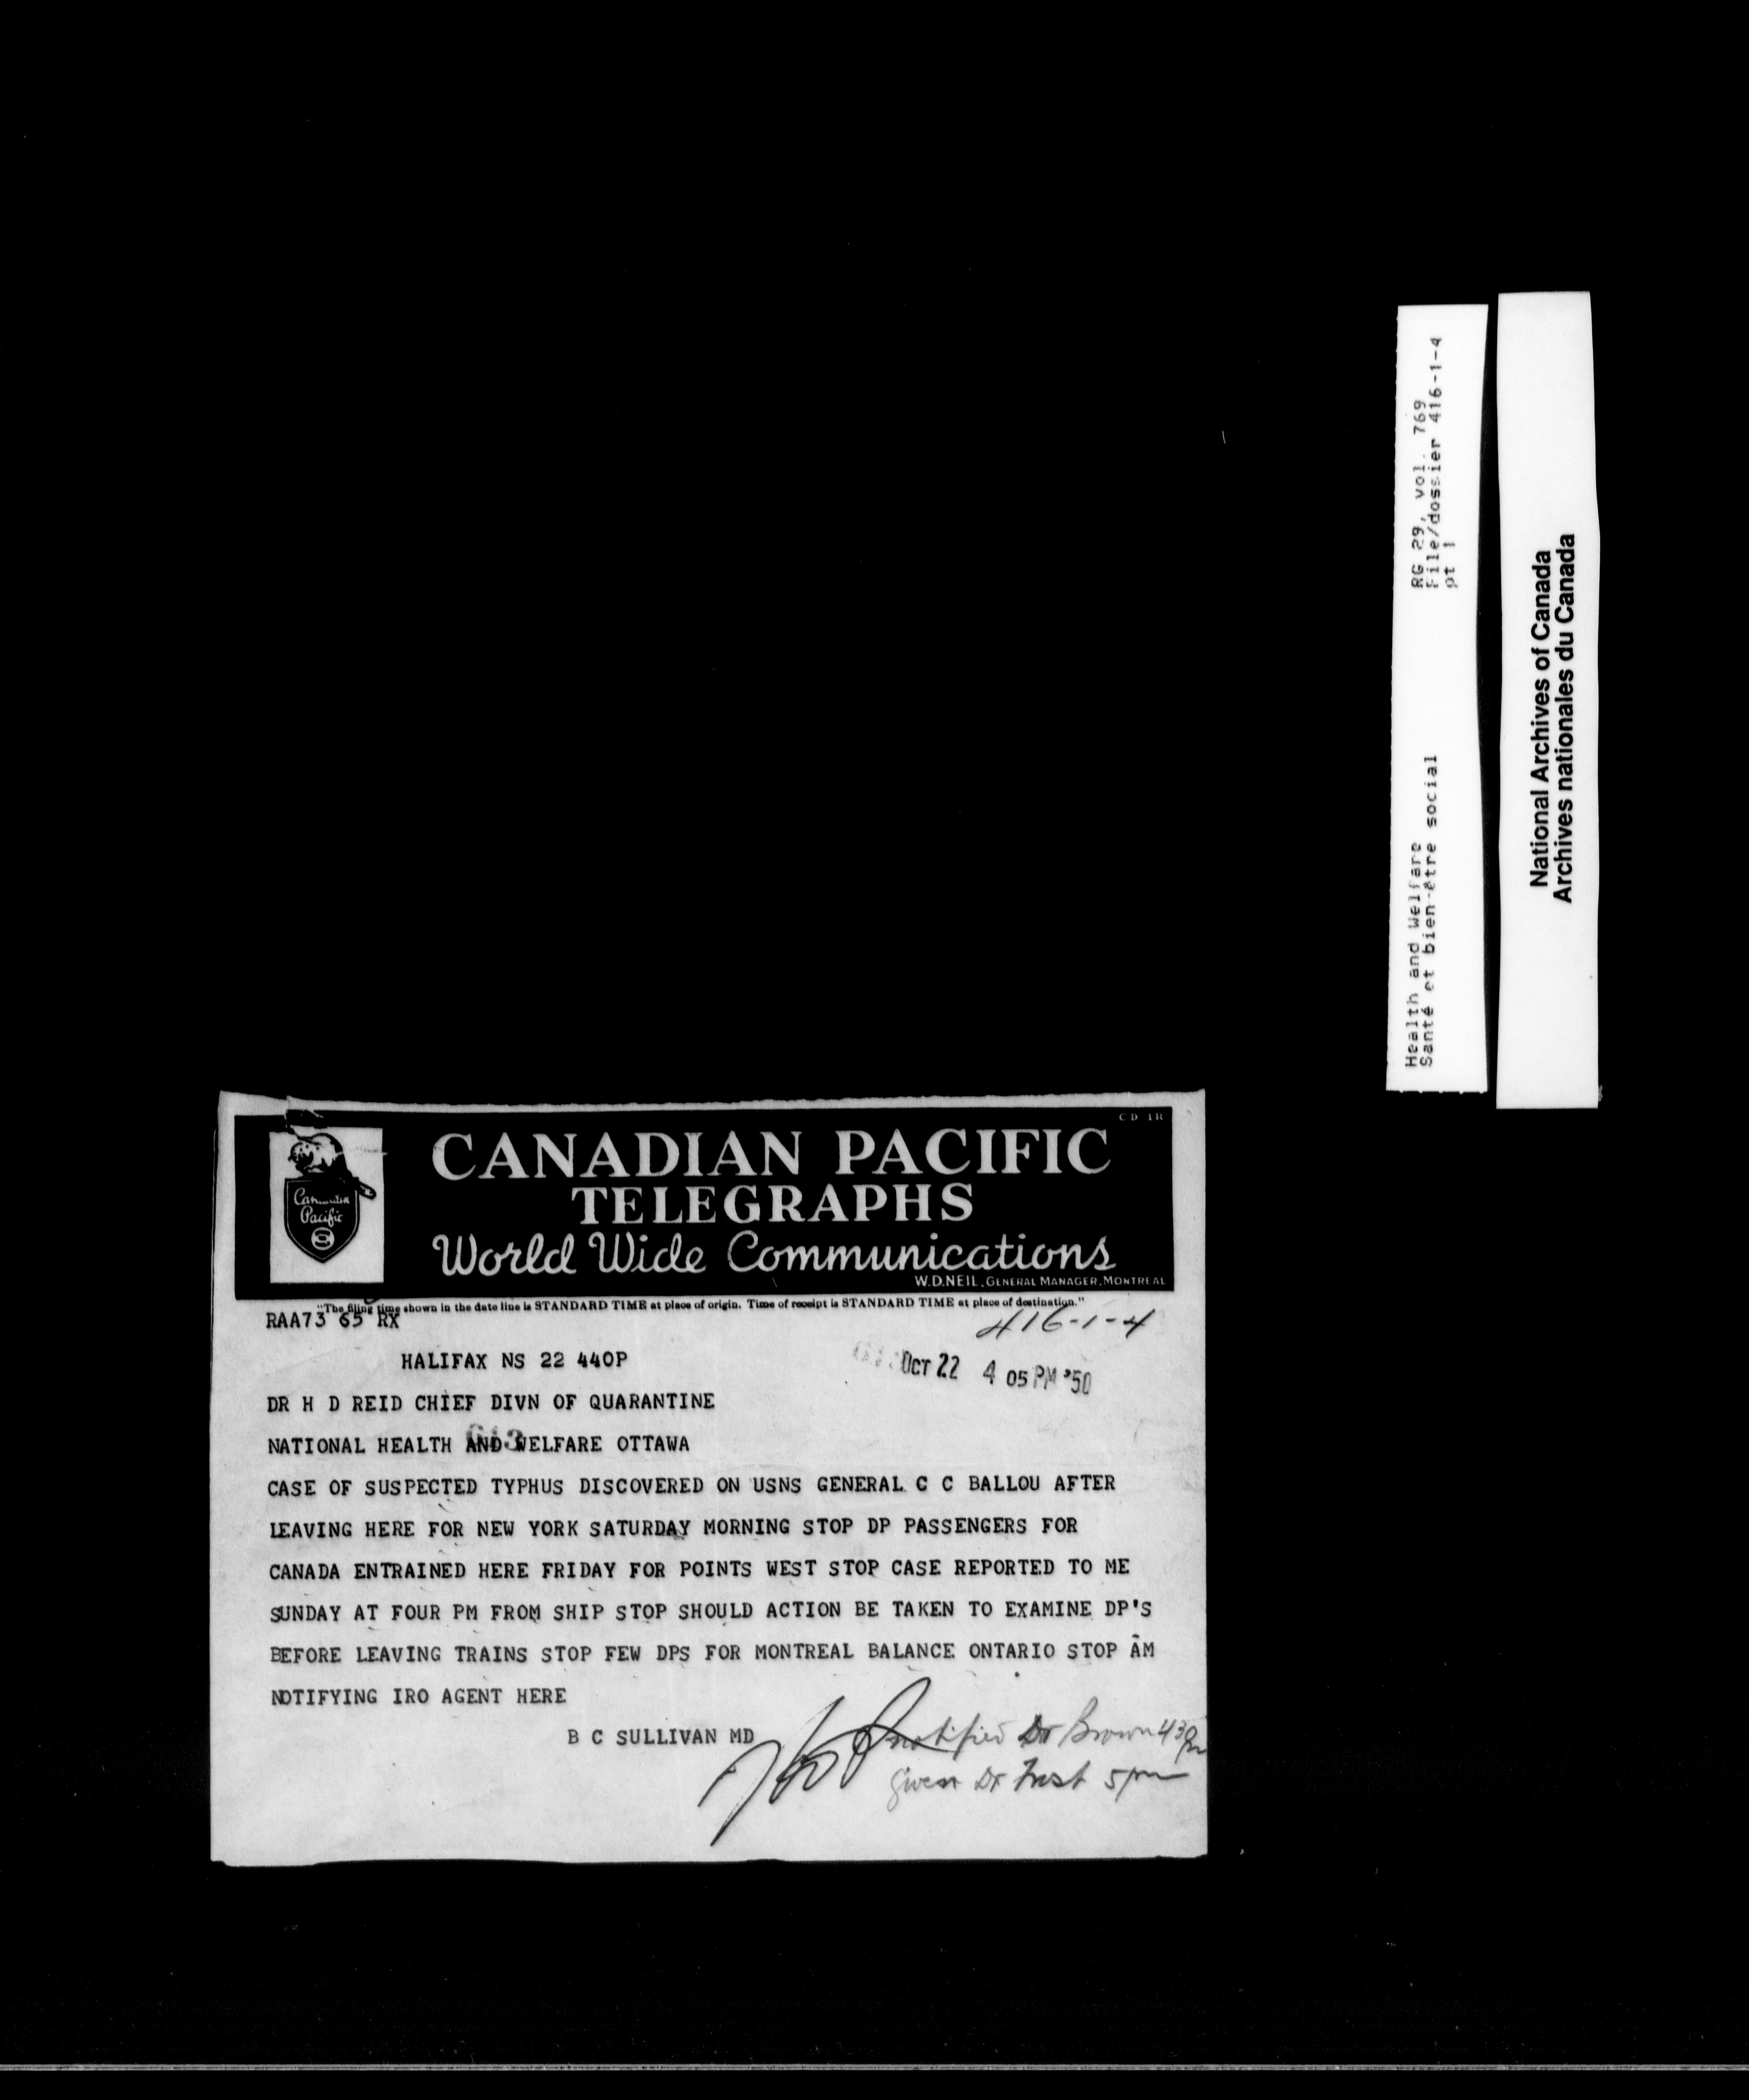 CD 1R
CANADIAN PACIFIC
TELEGRAPHS
World Wide Communications
W.D.NEIL, GENERAL MANAGER, MONTREAL
Canadian
Pacific
"The filing time shown in the date line is STANDARD TIME at place of origin. Time of receipt is STANDARD TIME at place of destination."
RAA73 65 RX
416-1-4
HALIFAX NS 22 440P
Oct 22 4 05 PM '50
DR H D REID CHIEF DIVN OF QUARANTINE
NATIONAL HEALTH AND WELFARE OTTAWA
CASE OF SUSPECTED TYPHUS DISCOVERED ON USNS GENERAL C C BALLOU AFTER
LEAVING HERE FOR NEW YORK SATURDAY MORNING STOP DP PASSENGERS FOR
CANADA ENTRAINED HERE FRIDAY FOR POINTS WEST STOP CASE REPORTED TO ME
SUNDAY AT FOUR PM FROM SHIP STOP SHOULD ACTION BE TAKEN TO EXAMINE DP'S
BEFORE LEAVING TRAINS STOP FEW DPS FOR MONTREAL BALANCE ONTARIO STOP AM
NOTIFYING IRO AGENT HERE
B C SULLIVAN MD
notified Dr Brown 430 pm
given Dr Frost 5 pm
RG 29, vol. 769
File/dossier 416-1-4
pt 1
Health and Welfare
Santé et bien-être social
National Archives of Canada
Archives nationales du Canada